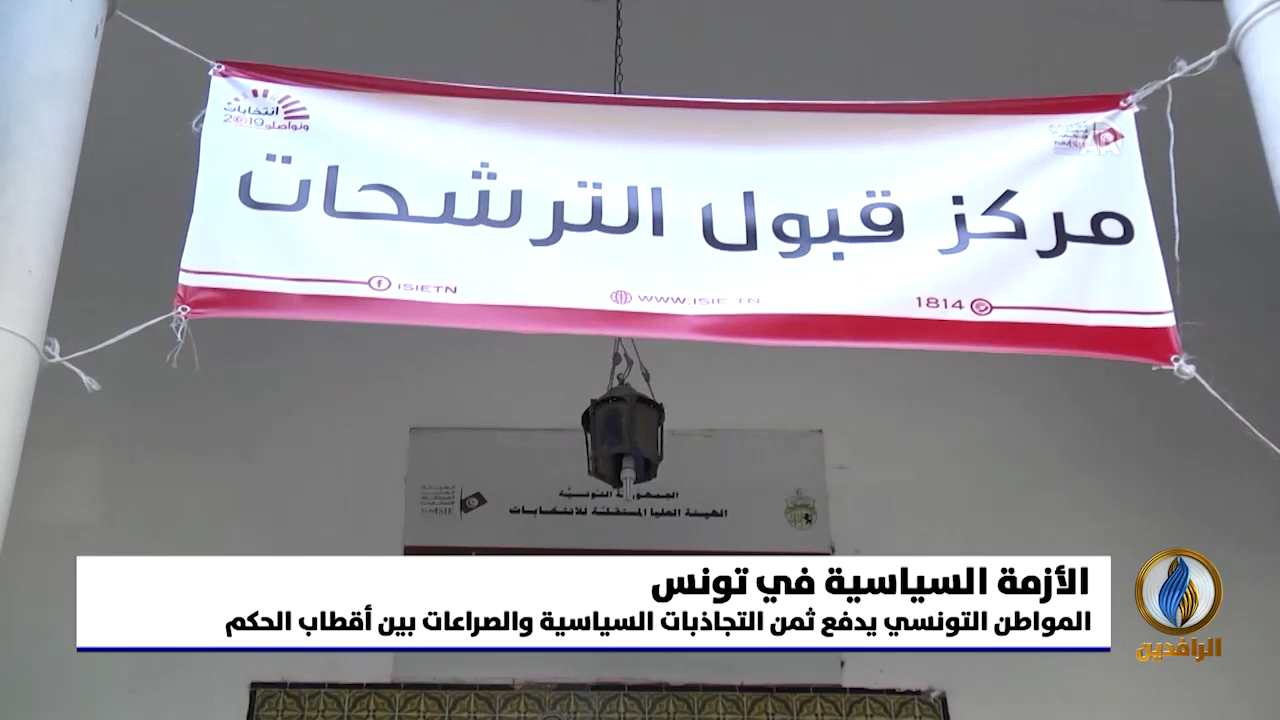 انتخابات
ونواصلو 2019
مركز قبول الترشحات
ISIETN
WWW.ISIE.TN
1814
الجمهورية التونسية
الهيئة العليا المستقلة للانتخابات
الأزمة السياسية في تونس
المواطن التونسي يدفع ثمن التجاذبات السياسية والصراعات بين أقطاب الحكم
الرافدين